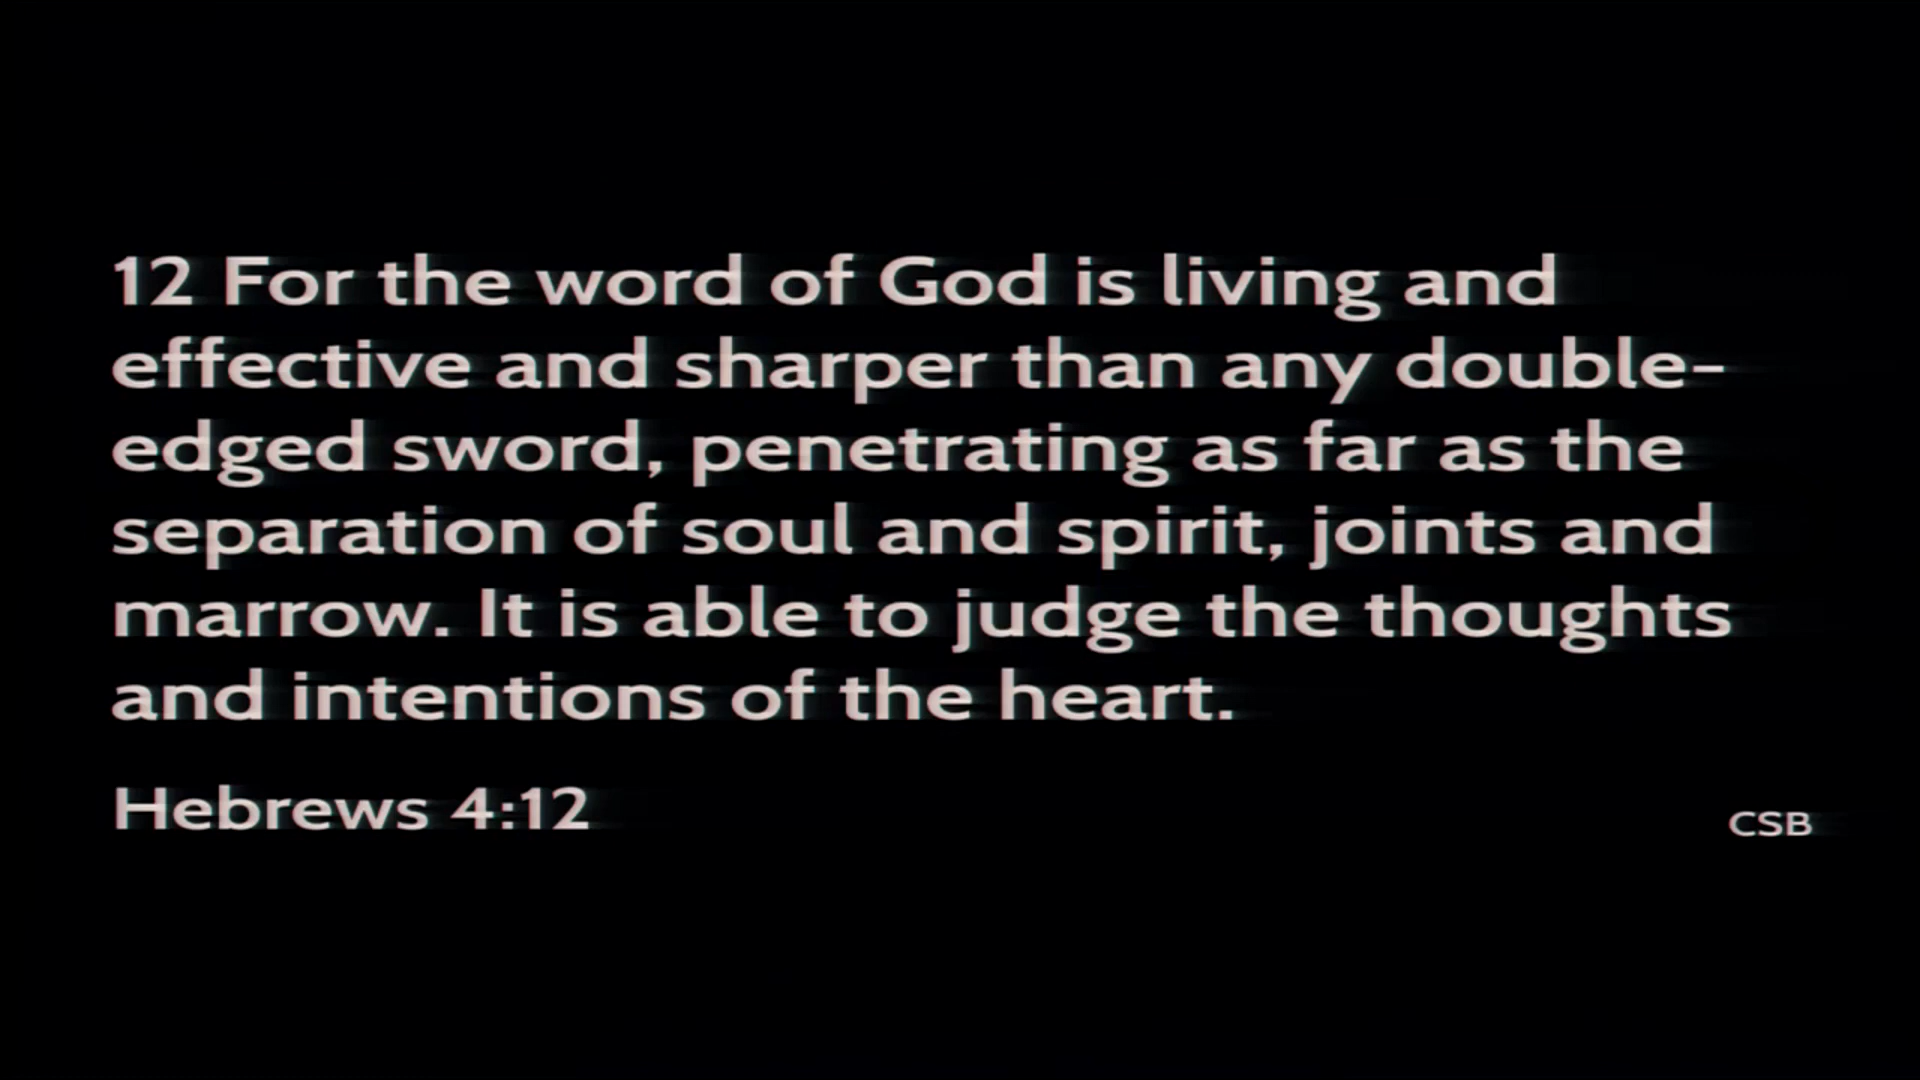 12 For the word of God is living and
effective and sharper than any double-
edged sword, penetrating as far as the
separation of soul and spirit, joints and
marrow. It is able to judge the thoughts
and intentions of the heart.
Hebrews 4:12
CSB